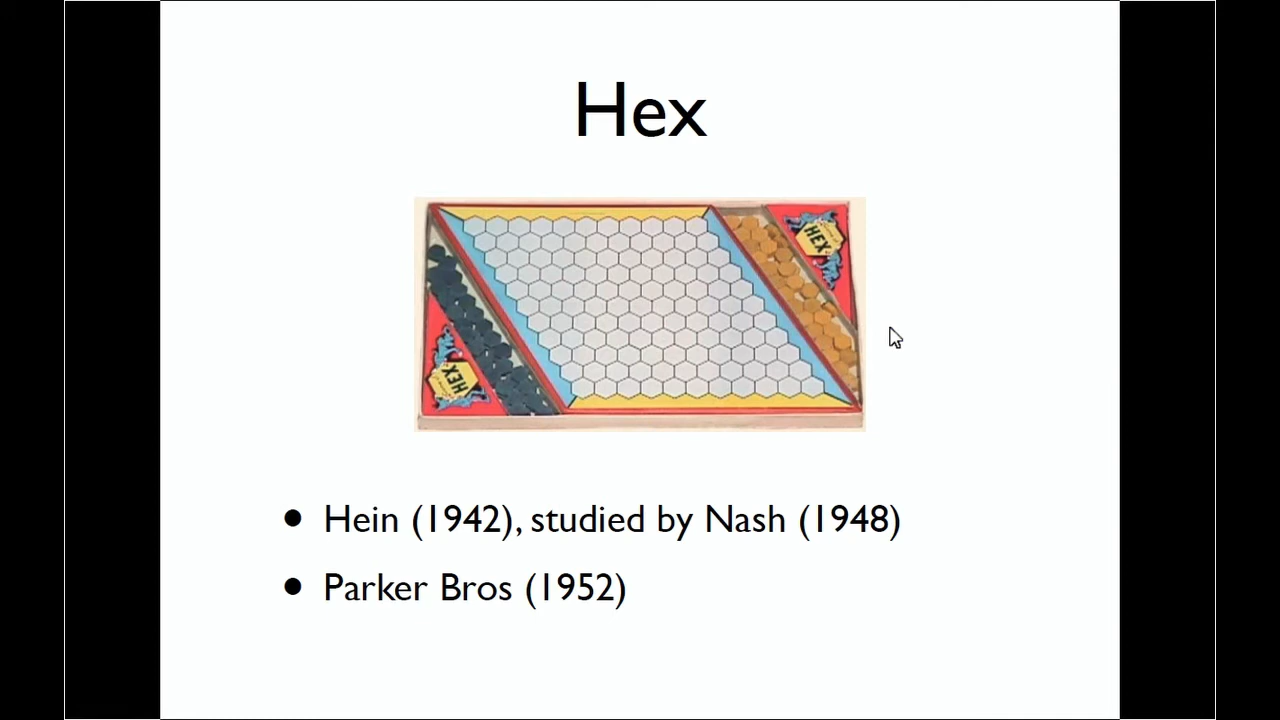 Hex
HEX
HEX
• Hein (1942), studied by Nash (1948)
• Parker Bros (1952)